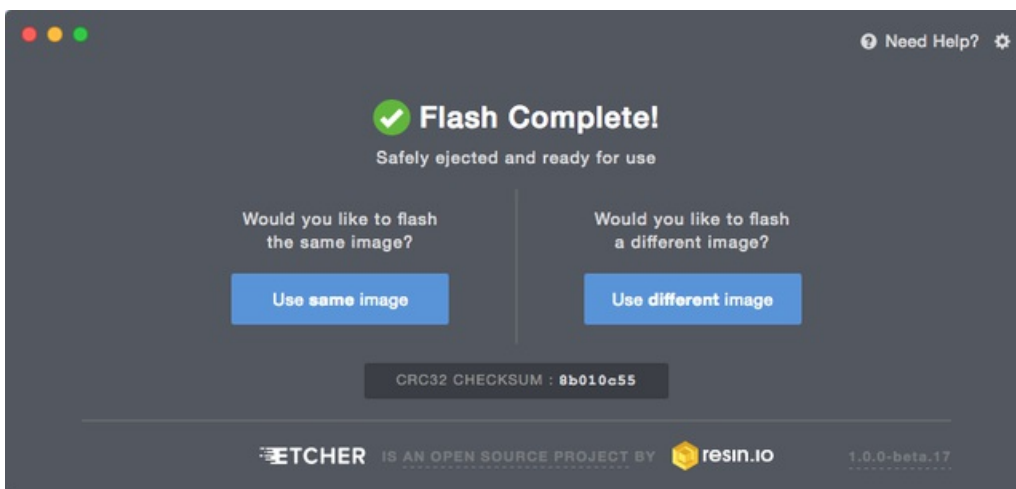 Need Help?
Flash Complete!
Safely ejected and ready for use
Would you like to flash
the same image?
Use same image
Would you like to flash
a different image?
Use different image
CRC32 CHECKSUM : 8b010c55
ETCHER IS AN OPEN SOURCE PROJECT BY resin.io 1.0.0-beta.17